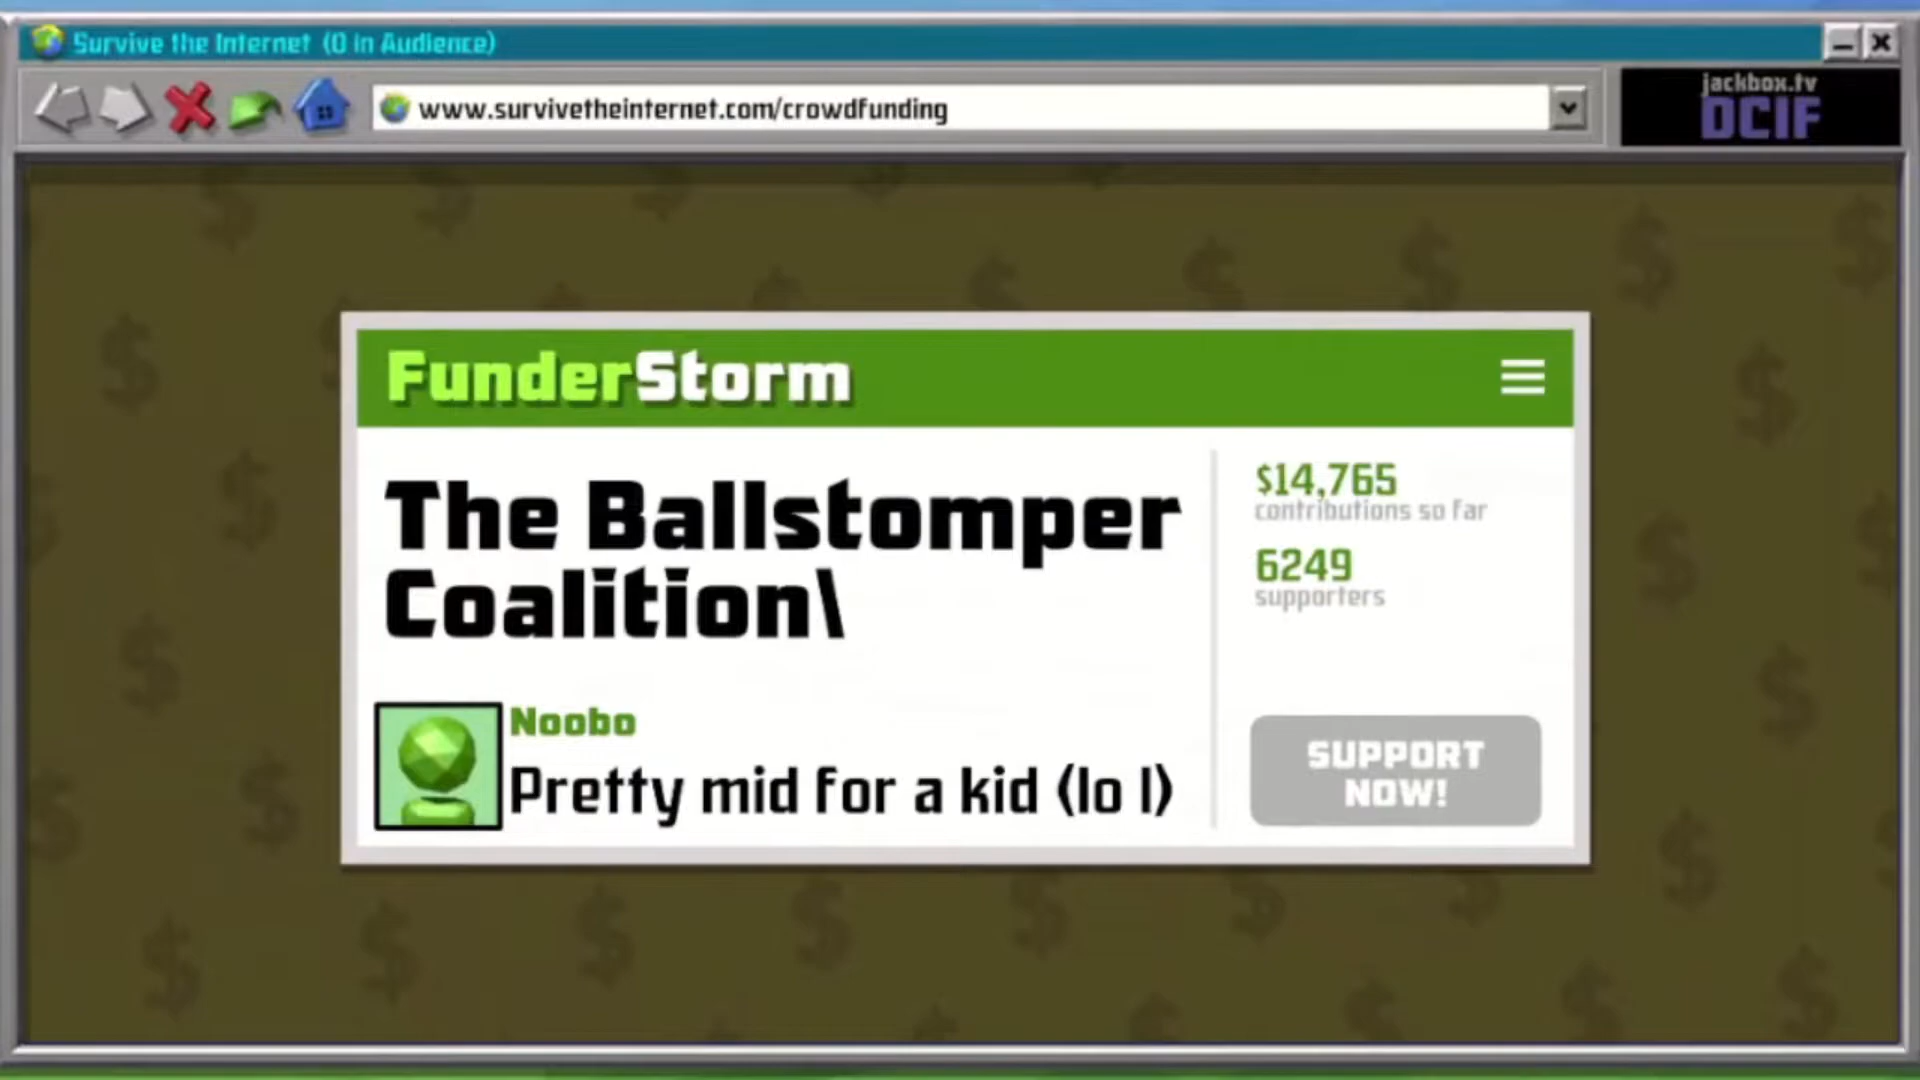 Survive the Internet (0 in Audience)
www.survivetheinternet.com/crowdfunding
jackbox.tv
DCIF
FunderStorm
The Ballstomper
Coalition\
$14,765
contributions so far
6249
supporters
Noobo
Pretty mid for a kid (lo l)
SUPPORT
NOW!